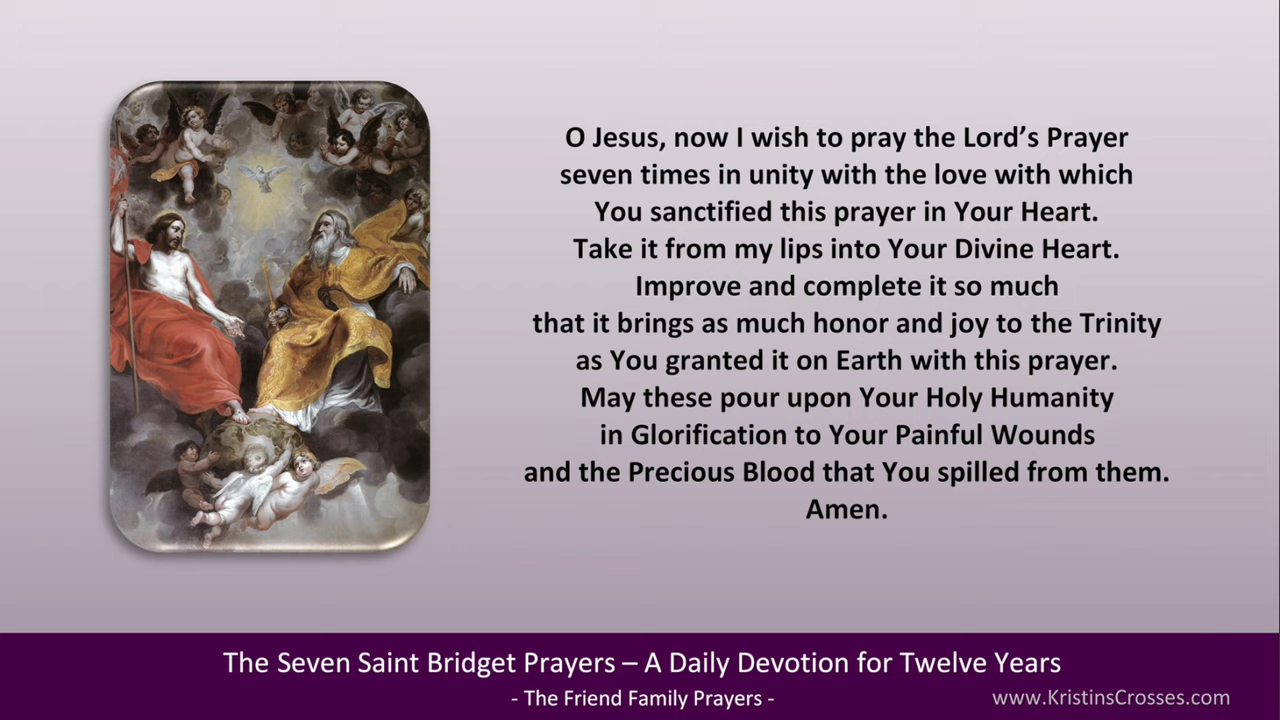 O Jesus, now I wish to pray the Lord’s Prayer
seven times in unity with the love with which
You sanctified this prayer in Your Heart.
Take it from my lips into Your Divine Heart.
Improve and complete it so much
that it brings as much honor and joy to the Trinity
as You granted it on Earth with this prayer.
May these pour upon Your Holy Humanity
in Glorification to Your Painful Wounds
and the Precious Blood that You spilled from them.
Amen.
The Seven Saint Bridget Prayers – A Daily Devotion for Twelve Years
- The Friend Family Prayers -
www.KristinsCrosses.com